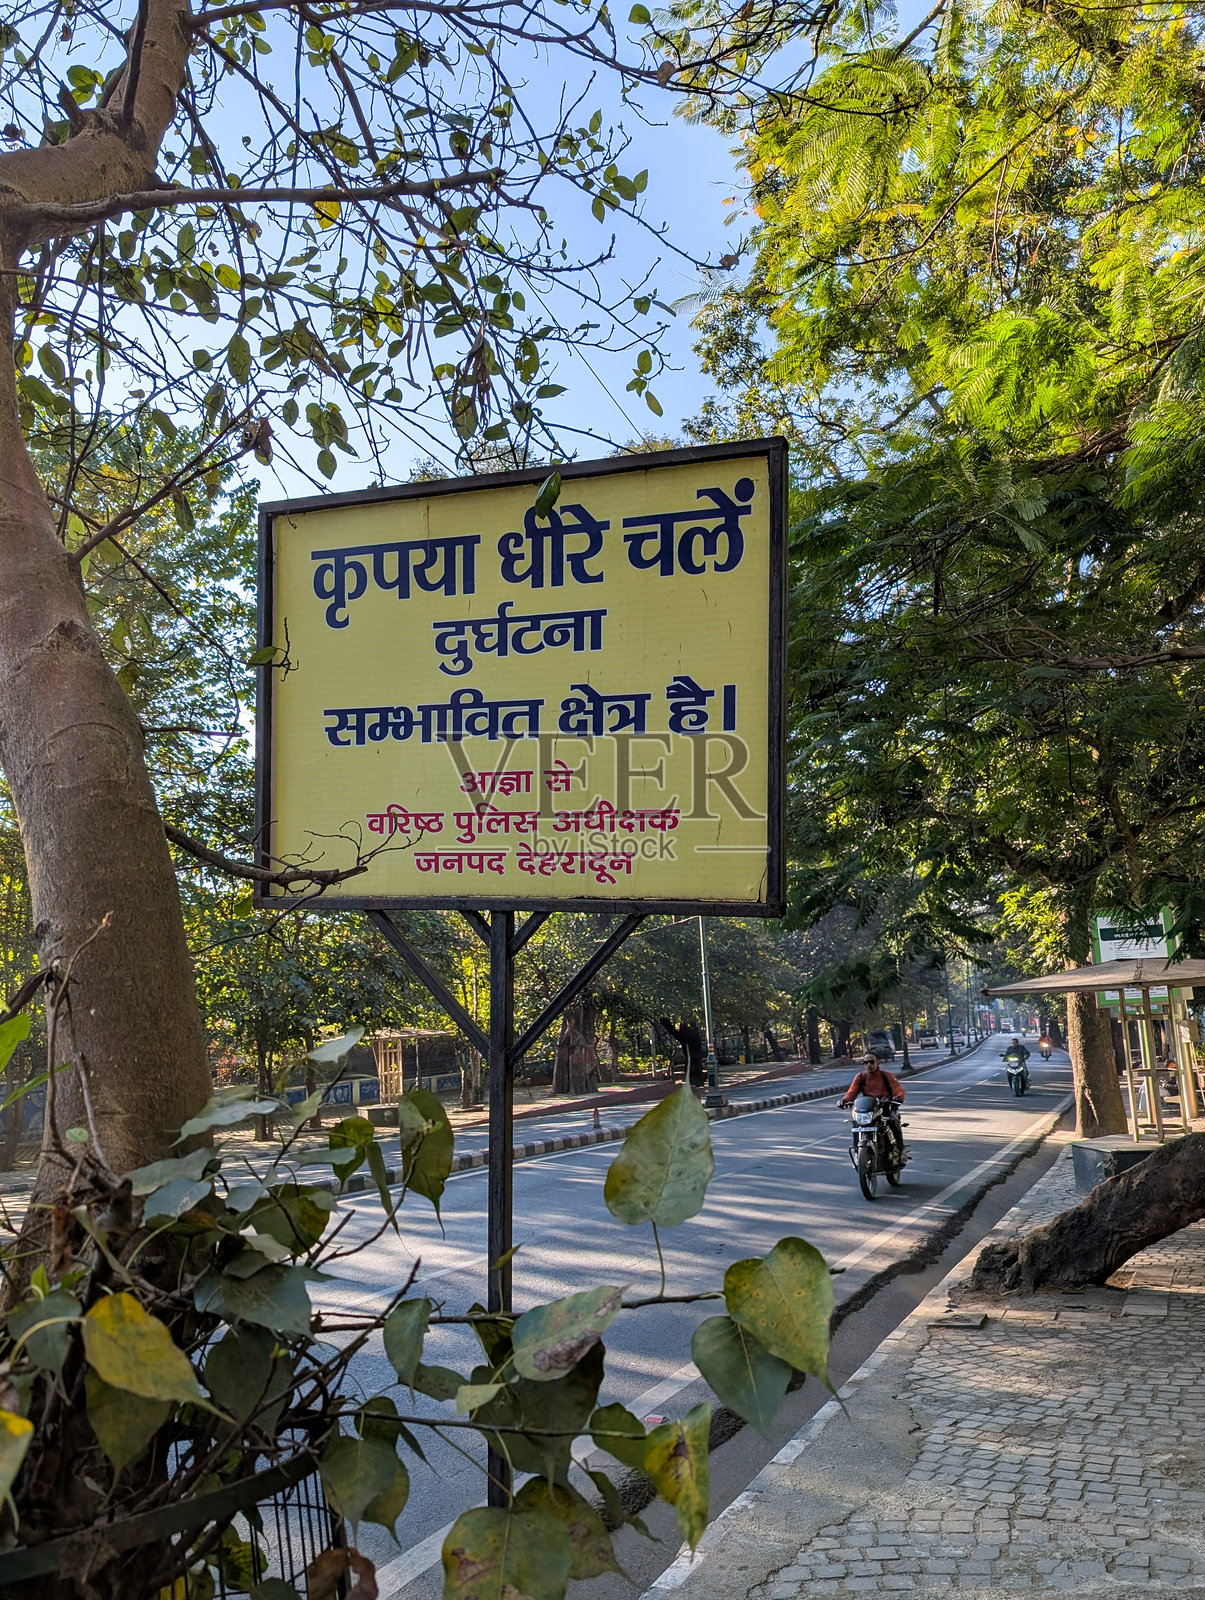 कृपया धीरे चलें
दुर्घटना
सम्भावित क्षेत्र है।
आज्ञा से
वरिष्ठ पुलिस अधीक्षक
जनपद देहरादून
VEER
by iStock